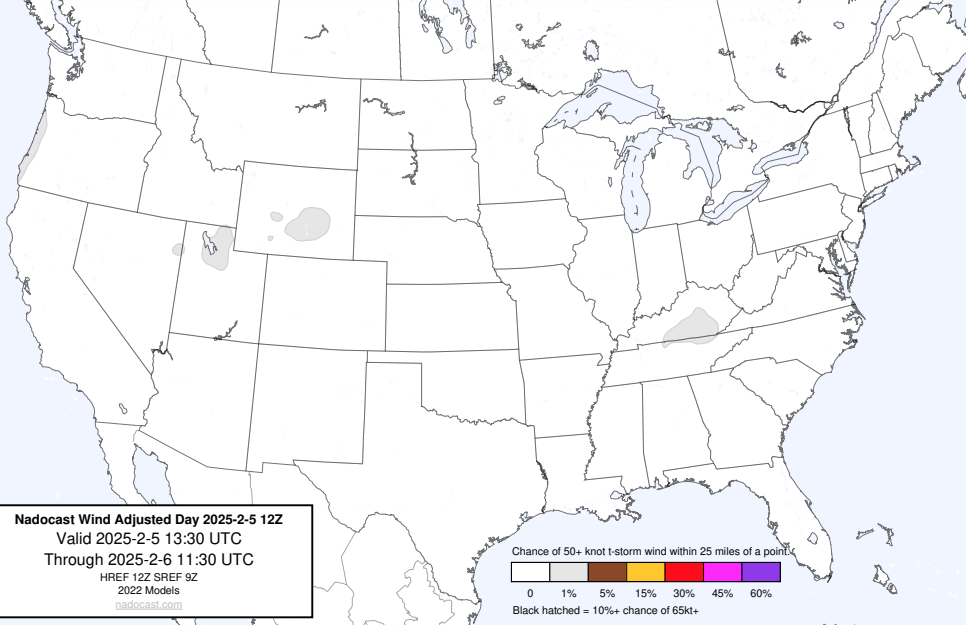 Nadocast Wind Adjusted Day 2025-2-5 12Z
Valid 2025-2-5 13:30 UTC
Through 2025-2-6 11:30 UTC
HREF 12Z SREF 9Z
2022 Models
nadocast.com
Chance of 50+ knot t-storm wind within 25 miles of a point.
0 1% 5% 15% 30% 45% 60%
Black hatched = 10%+ chance of 65kt+